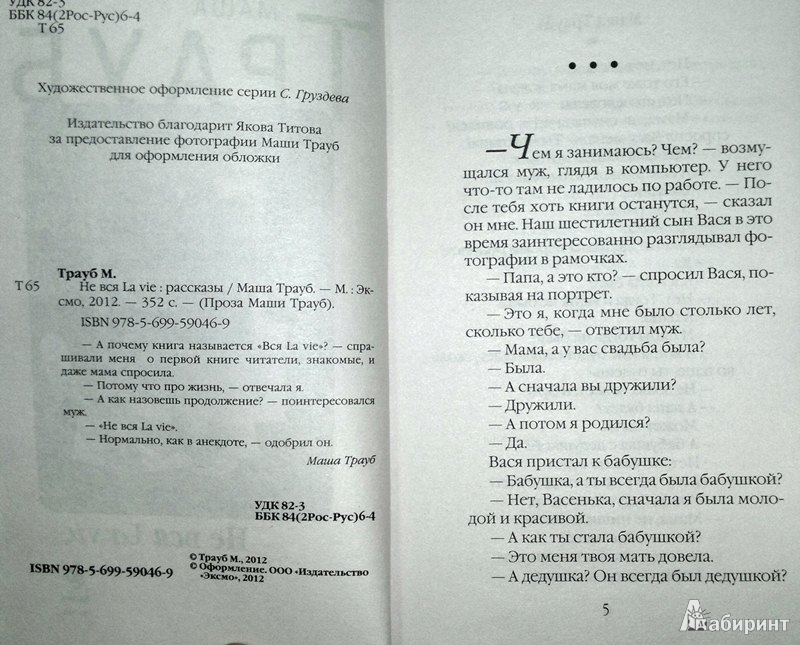 УДК 82-3
ББК 84(2Рос-Рус)6-4
Т 65
Художественное оформление серии С. Груздева
Издательство благодарит Якова Титова
за предоставление фотографии Маши Трауб
для оформления обложки
Трауб М.
Т 65
Не вся La vie : рассказы / Маша Трауб. — М. : Эк-
смо, 2012. — 352 с. — (Проза Маши Трауб).
ISBN 978-5-699-59046-9
— А почему книга называется «Вся La vie»? — спра-
шивали меня о первой книге читатели, знакомые, и
даже мама спросила.
— Потому что про жизнь, — отвечала я.
— А как назовешь продолжение? — поинтересовался
муж.
— «Не вся La vie».
— Нормально, как в анекдоте, — одобрил он.
Маша Трауб
УДК 82-3
ББК 84(2Рос-Рус)6-4
© Трауб М., 2012
© Оформление. ООО «Издательство
«Эксмо», 2012
ISBN 978-5-699-59046-9
• • •
— Чем я занимаюсь? Чем? — возму-
щался муж, глядя в компьютер. У него
что-то там не ладилось по работе. — По-
сле тебя хоть книги останутся, — сказал
он мне. Наш шестилетний сын Вася в это
время заинтересованно разглядывал фо-
тографии в рамочках.
— Папа, а это кто? — спросил Вася, по-
казывая на портрет.
— Это я, когда мне было столько лет,
сколько тебе, — ответил муж.
— Мама, а у вас свадьба была?
— Была.
— А сначала вы дружили?
— Дружили.
— А потом я родился?
— Да.
Вася пристал к бабушке:
— Бабушка, а ты всегда была бабушкой?
— Нет, Васенька, сначала я была моло-
дой и красивой.
— А как ты стала бабушкой?
— Это меня твоя мать довела.
— А дедушка? Он всегда был дедушкой?
5
Лабиринт